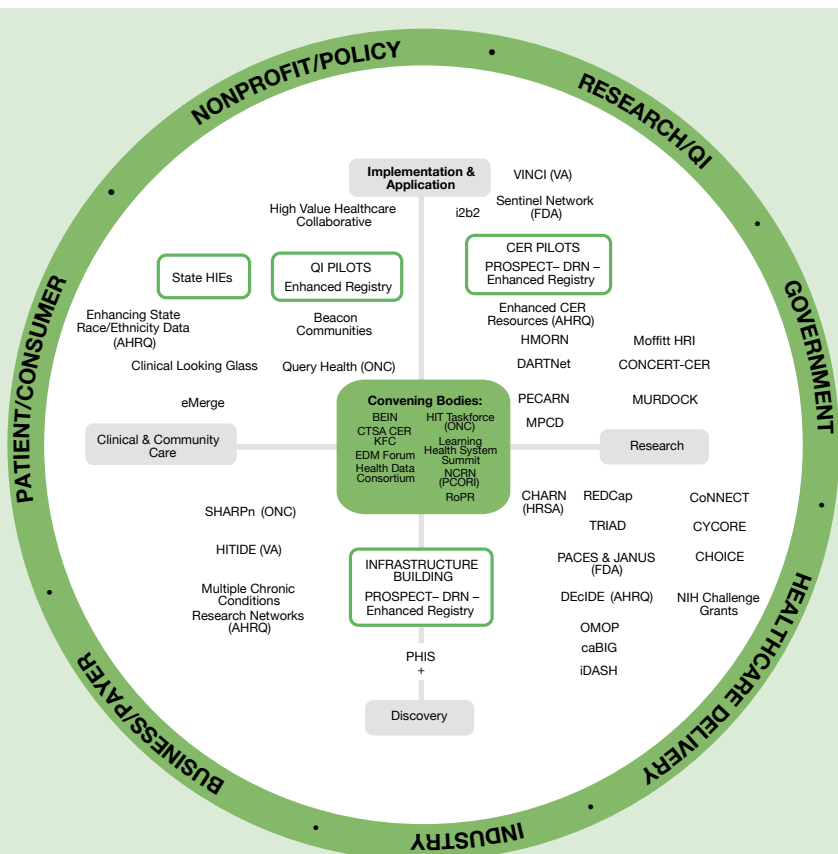 NONPROFIT/POLICY
RESEARCH/QI
GOVERNMENT
HEALTHCARE DELIVERY
INDUSTRY
BUSINESS/PAYER
PATIENT/CONSUMER
Implementation &
Application
VINCI (VA)
High Value Healthcare
Collaborative
i2b2
Sentinel Network
(FDA)
State HIEs
QI PILOTS
Enhanced Registry
CER PILOTS
PROSPECT– DRN –
Enhanced Registry
Enhancing State
Race/Ethnicity Data
(AHRQ)
Beacon
Communities
Enhanced CER
Resources (AHRQ)
HMORN
Moffitt HRI
Clinical Looking Glass
Query Health (ONC)
DARTNet
CONCERT-CER
eMerge
PECARN
MURDOCK
MPCD
Clinical & Community
Care
Convening Bodies:
BEIN
CTSA CER
KFC
EDM Forum
Health Data
Consortium
HIT Taskforce
(ONC)
Learning
Health System
Summit
NCRN
(PCORI)
RoPR
Research
SHARPn (ONC)
HITIDE (VA)
Multiple Chronic
Conditions
Research Networks
(AHRQ)
INFRASTRUCTURE
BUILDING
PROSPECT– DRN –
Enhanced Registry
PHIS
+
Discovery
CHARN
(HRSA)
REDCap
CoNNECT
TRIAD
CYCORE
PACES & JANUS
(FDA)
CHOICE
DEcIDE (AHRQ)
NIH Challenge
Grants
OMOP
caBIG
iDASH